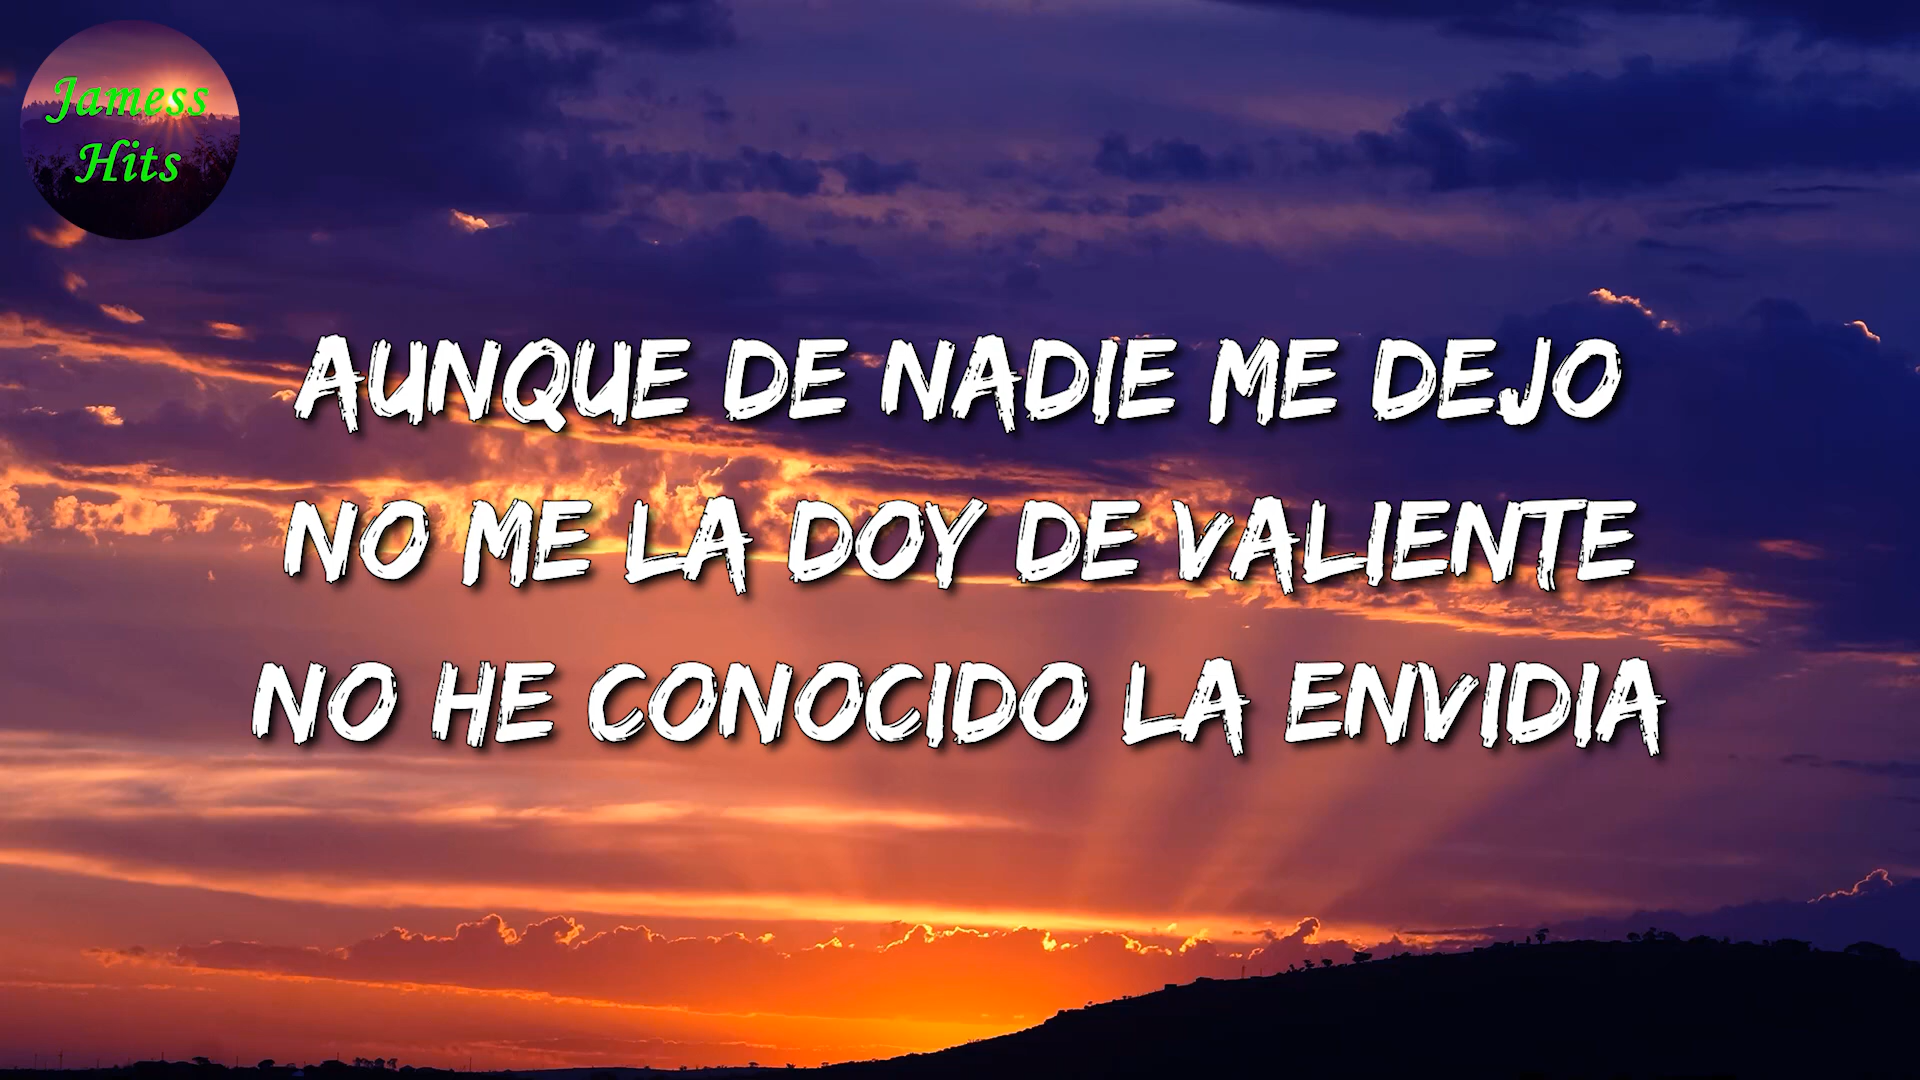 Jamess
Hits
AUNQUE DE NADIE ME DEJO
NO ME LA DOY DE VALIENTE
NO HE CONOCIDO LA ENVIDIA